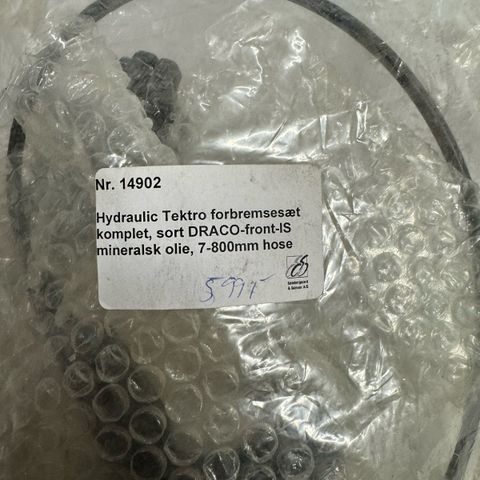 Nr. 14902
Hydraulic Tektro forbremsesæt
komplet, sort DRACO-front-IS
mineralsk olie, 7-800mm hose